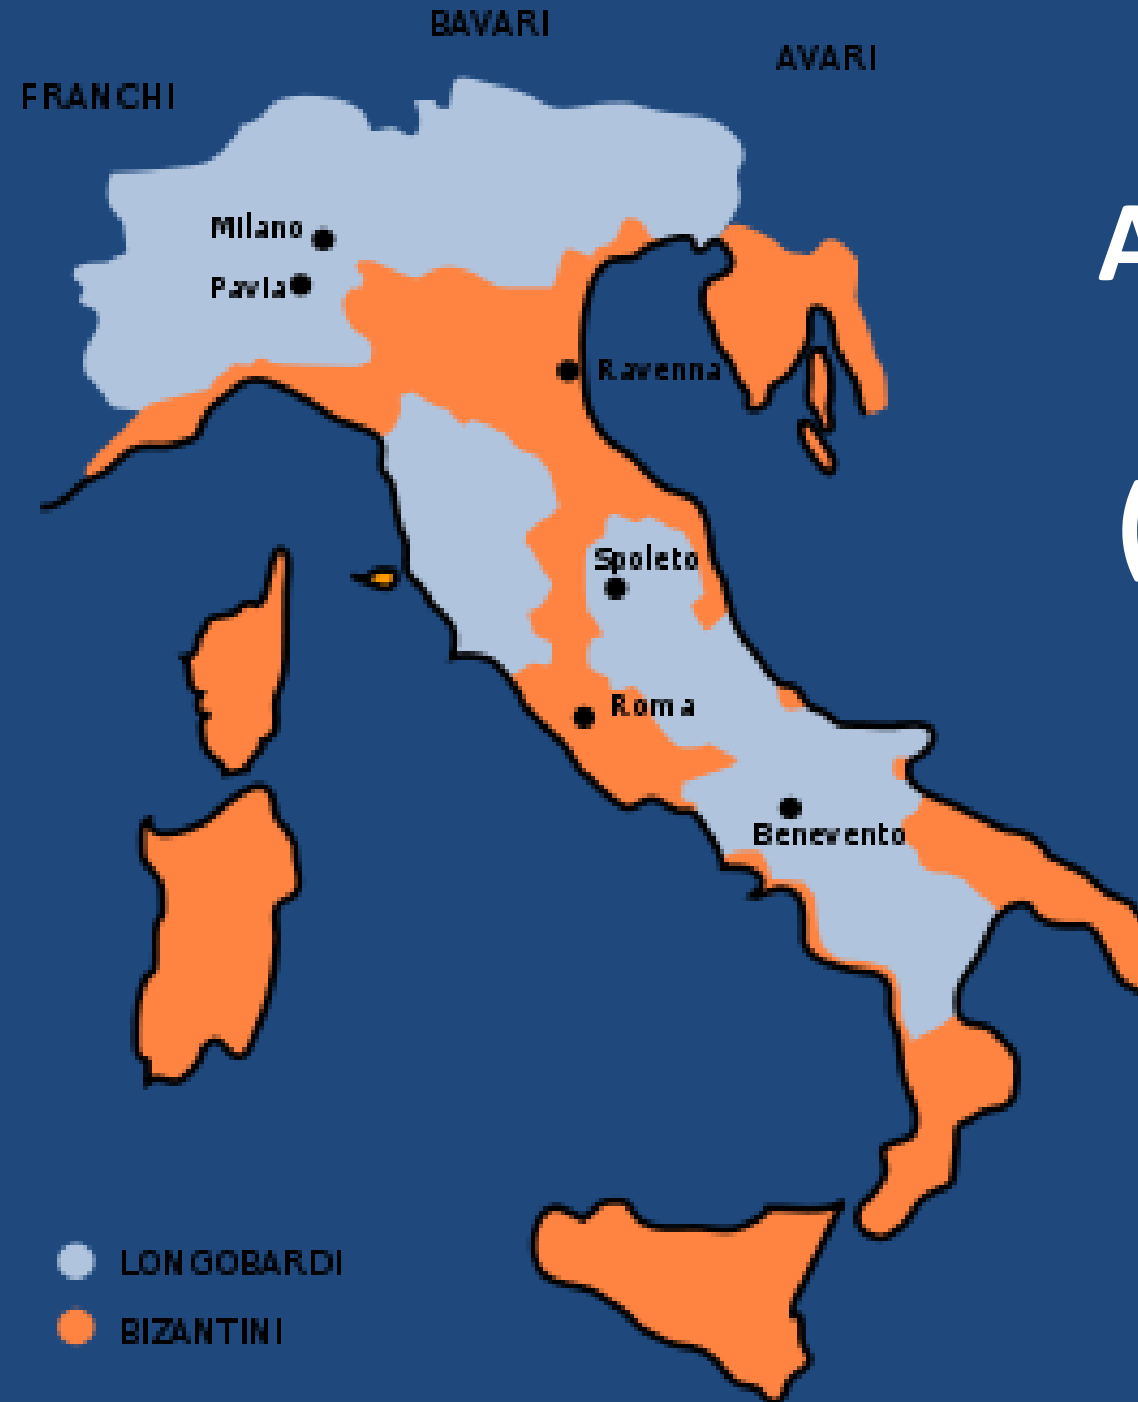 BAVARI
AVARI
FRANCHI
A
Milano
Pavia
Ravenna
(
Spoleto
Roma
Benevento
LONGOBARDI
BIZANTINI